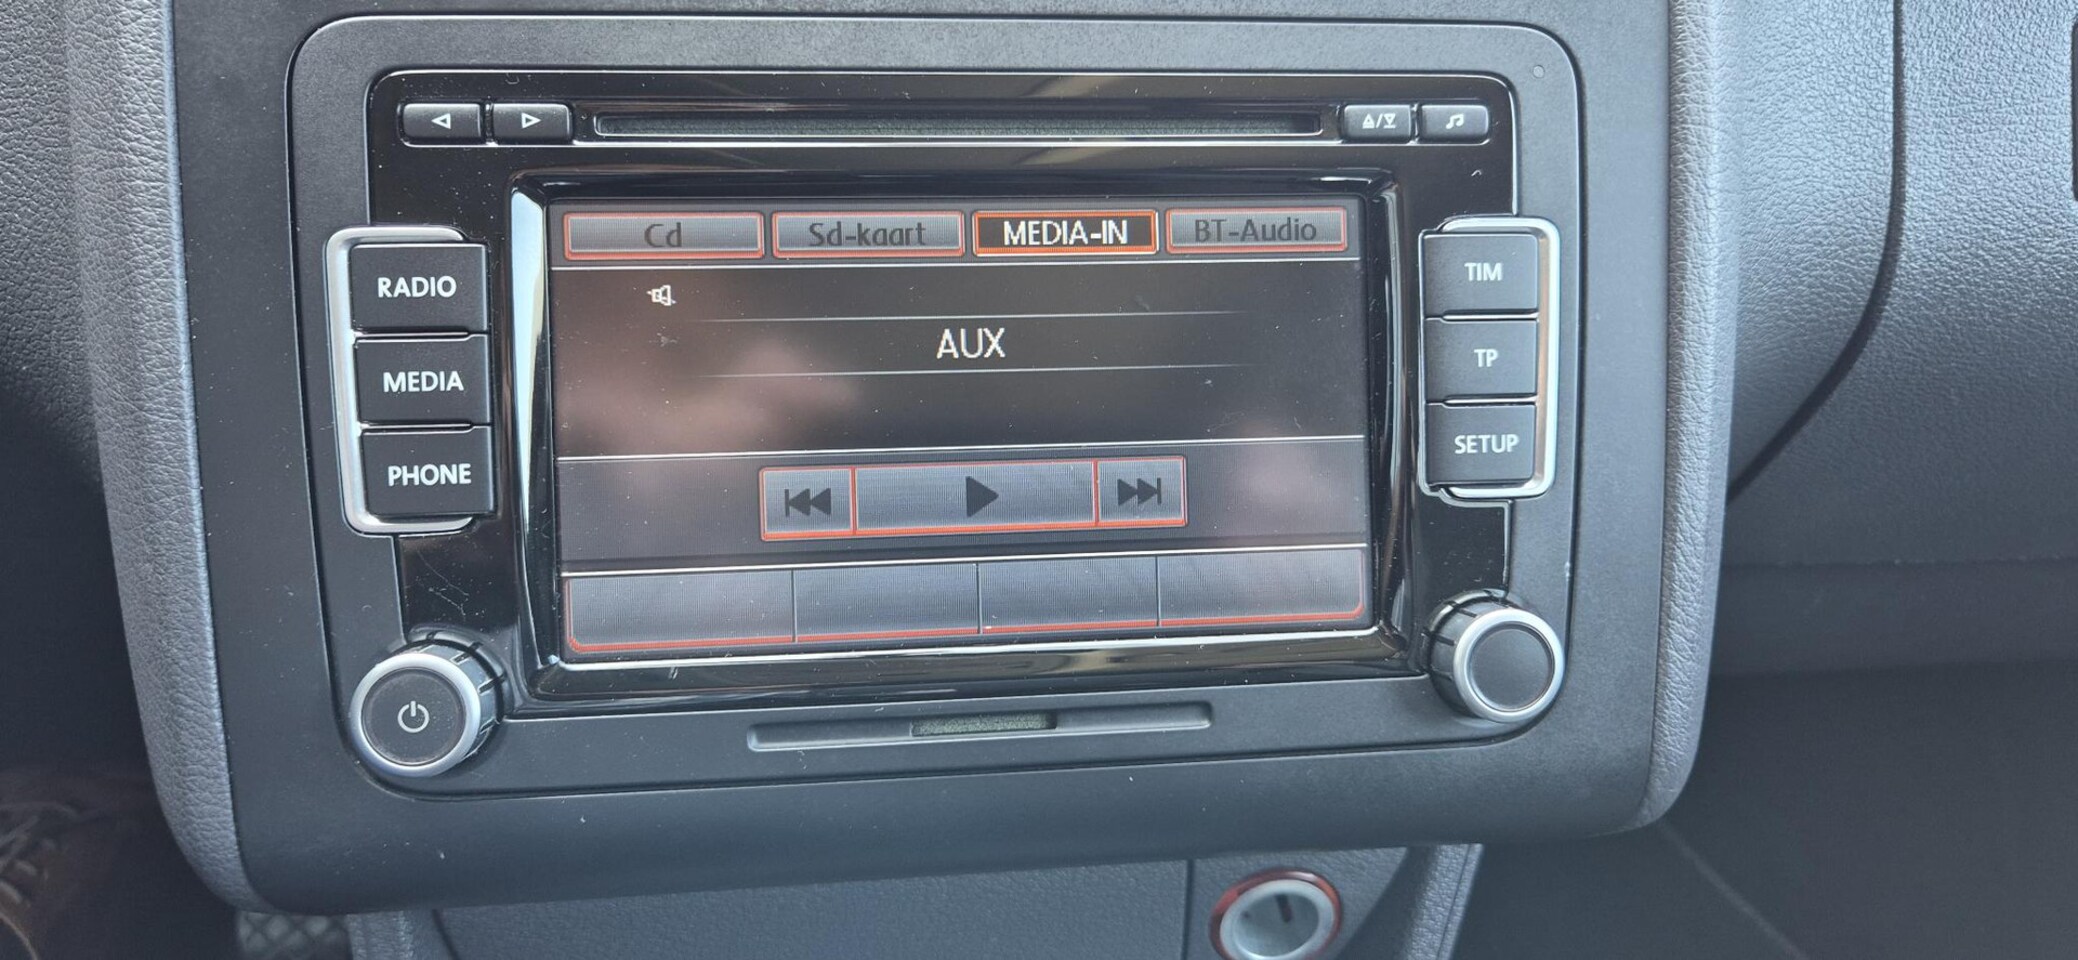 Cd
Sd-kaart
MEDIA-IN
BT-Audio
RADIO
MEDIA
PHONE
AUX
TIM
TP
SETUP